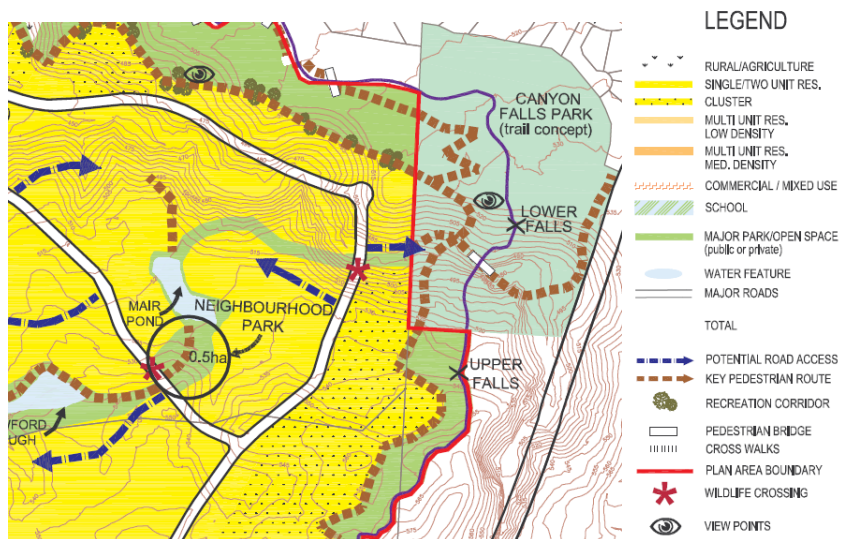 CANYON
FALLS PARK
(trail concept)
LOWER
FALLS
MAIR
POND
NEIGHBOURHOOD
PARK
0.5ha
UPPER
FALLS
LEGEND
RURAL/AGRICULTURE
SINGLE/TWO UNIT RES.
CLUSTER
MULTI UNIT RES.
LOW DENSITY
MULTI UNIT RES.
MED. DENSITY
COMMERCIAL / MIXED USE
SCHOOL
MAJOR PARK/OPEN SPACE
(public or private)
WATER FEATURE
MAJOR ROADS
TOTAL
POTENTIAL ROAD ACCESS
KEY PEDESTRIAN ROUTE
RECREATION CORRIDOR
PEDESTRIAN BRIDGE
CROSS WALKS
PLAN AREA BOUNDARY
WILDLIFE CROSSING
VIEW POINTS